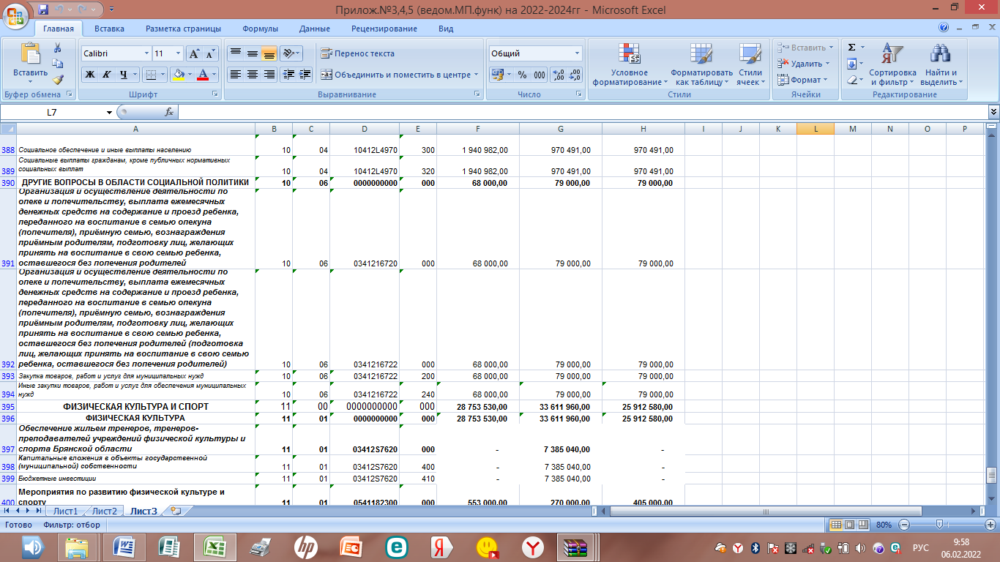 Прилож.№3,4,5 (ведом.МП.функ) на 2022-2024гг - Microsoft Excel
Главная Вставка Разметка страницы Формулы Данные Рецензирование Вид
Вставить Calibri 11 Перенос текста Общий Условное форматирование Форматировать как таблицу Стили ячеек Вставить Σ Сортировка и фильтр Найти и выделить
Ж К Ч А Объединить и поместить в центре % 000 Удалить
Формат
Буфер обмена Шрифт Выравнивание Число Стили Ячейки Редактирование
L7 fx
A B C D E F G H I J K L M N O P
388 Социальное обеспечение и иные выплаты населению 10 04 10412L4970 300 1 940 982,00 970 491,00 970 491,00
Социальные выплаты гражданам, кроме публичных нормативных
389 социальных выплат 10 04 10412L4970 320 1 940 982,00 970 491,00 970 491,00
390 ДРУГИЕ ВОПРОСЫ В ОБЛАСТИ СОЦИАЛЬНОЙ ПОЛИТИКИ 10 06 0000000000 000 68 000,00 79 000,00 79 000,00
Организация и осуществление деятельности по
опеке и попечительству, выплата ежемесячных
денежных средств на содержание и проезд ребенка,
переданного на воспитание в семью опекуна
(попечителя), приёмную семью, вознаграждения
приёмным родителям, подготовку лиц, желающих
принять на воспитание в свою семью ребенка,
391 оставшегося без попечения родителей 10 06 0341216720 000 68 000,00 79 000,00 79 000,00
Организация и осуществление деятельности по
опеке и попечительству, выплата ежемесячных
денежных средств на содержание и проезд ребенка,
переданного на воспитание в семью опекуна
(попечителя), приёмную семью, вознаграждения
приёмным родителям, подготовку лиц, желающих
принять на воспитание в свою семью ребенка,
оставшегося без попечения родителей (подготовка
лиц, желающих принять на воспитание в свою семью
392 ребенка, оставшегося без попечения родителей) 10 06 0341216722 000 68 000,00 79 000,00 79 000,00
393 Закупка товаров, работ и услуг для муниципальных нужд 10 06 0341216722 200 68 000,00 79 000,00 79 000,00
Иные закупки товаров, работ и услуг для обеспечения муниципальных
394 нужд 10 06 0341216722 240 68 000,00 79 000,00 79 000,00
395 ФИЗИЧЕСКАЯ КУЛЬТУРА И СПОРТ 11 00 0000000000 000 28 753 530,00 33 611 960,00 25 912 580,00
396 ФИЗИЧЕСКАЯ КУЛЬТУРА 11 01 0000000000 000 28 753 530,00 33 611 960,00 25 912 580,00
Обеспечение жильем тренеров, тренеров-
преподавателей учреждений физической культуры и
397 спорта Брянской области 11 01 03412S7620 000 - 7 385 040,00 -
Капитальные вложения в объекты государственной
398 (муниципальной) собственности 11 01 03412S7620 400 - 7 385 040,00 -
399 Бюджетные инвестиции 11 01 03412S7620 410 - 7 385 040,00 -
Мероприятия по развитию физической культуре и
400 спорту 11 01 0541182300 000 553 000,00 270 000,00 405 000,00
Лист1 Лист2 Лист3
Готово Фильтр: отбор 80%
РУС 9:58
06.02.2022